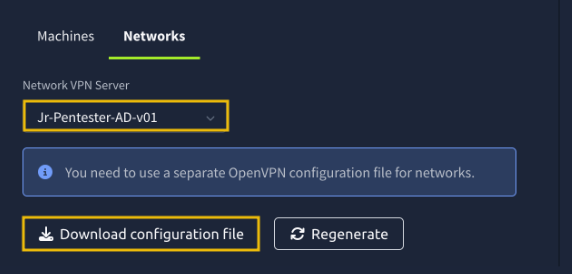 Machines Networks
Network VPN Server
Jr-Pentester-AD-v01
You need to use a separate OpenVPN configuration file for networks.
Download configuration file Regenerate